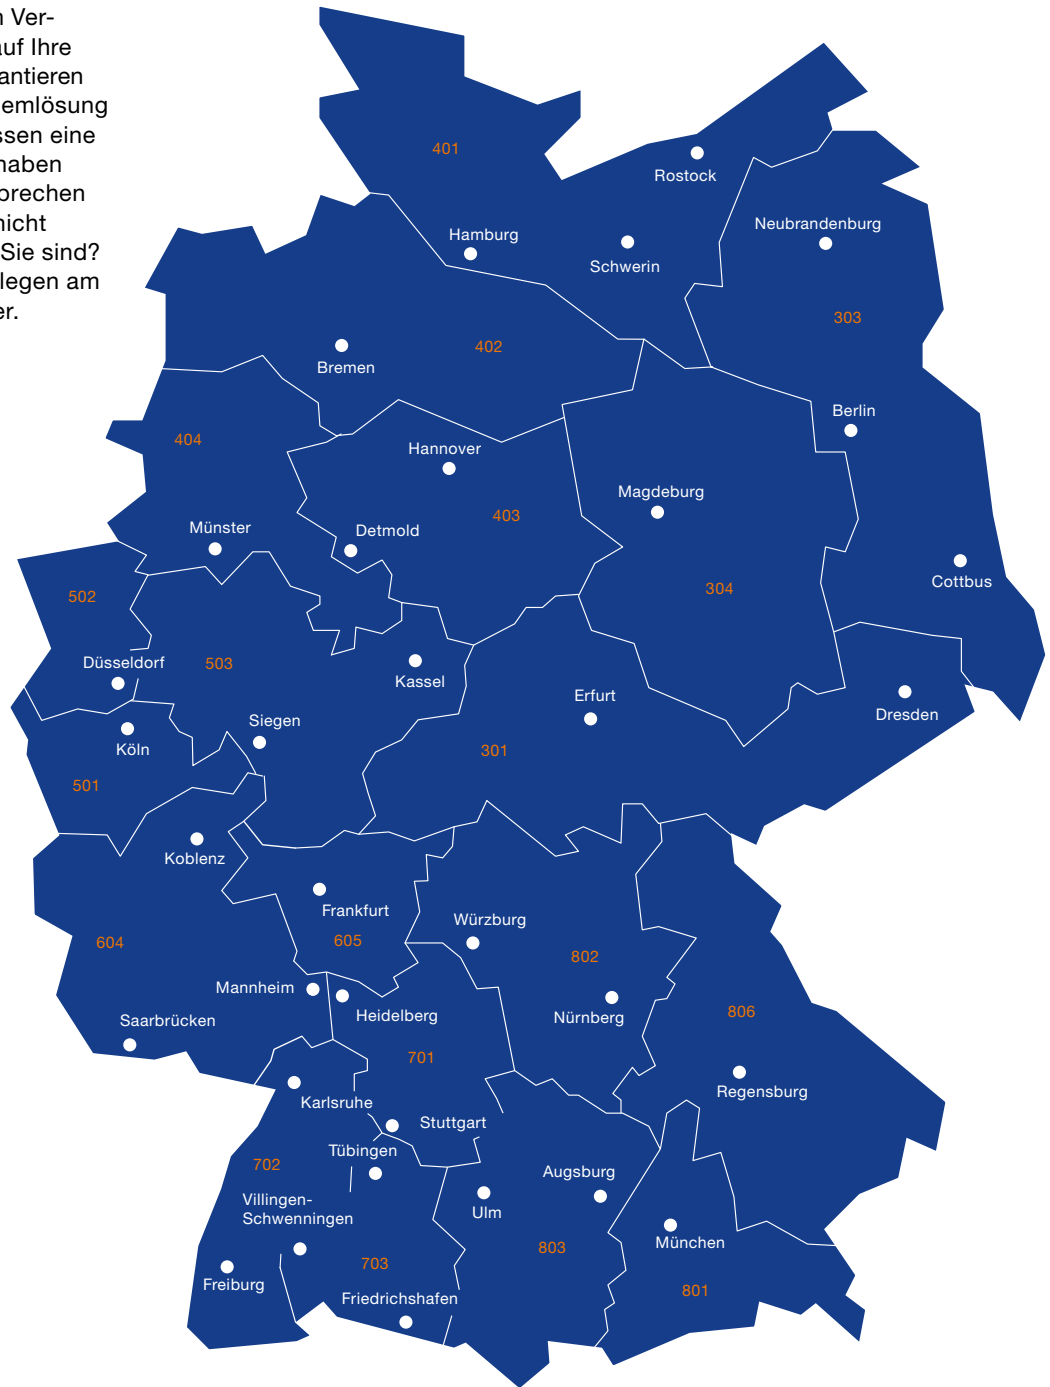 Ver-
auf Ihre
antieren
emlösung
ssen eine
haben
brechen
nicht
Sie sind?
legen am
er.
401
Rostock
Hamburg
Neubrandenburg
Schwerin
303
402
Bremen
Berlin
404
Hannover
Magdeburg
403
Münster
Detmold
Cottbus
304
502
Düsseldorf
503
Kassel
Erfurt
Dresden
Siegen
Köln
301
501
Koblenz
Frankfurt
Würzburg
605
604
802
Mannheim
Heidelberg
Nürnberg
806
Saarbrücken
701
Regensburg
Karlsruhe
Stuttgart
Tübingen
702
Augsburg
Villingen-
Schwenningen
Ulm
München
803
703
Freiburg
801
Friedrichshafen